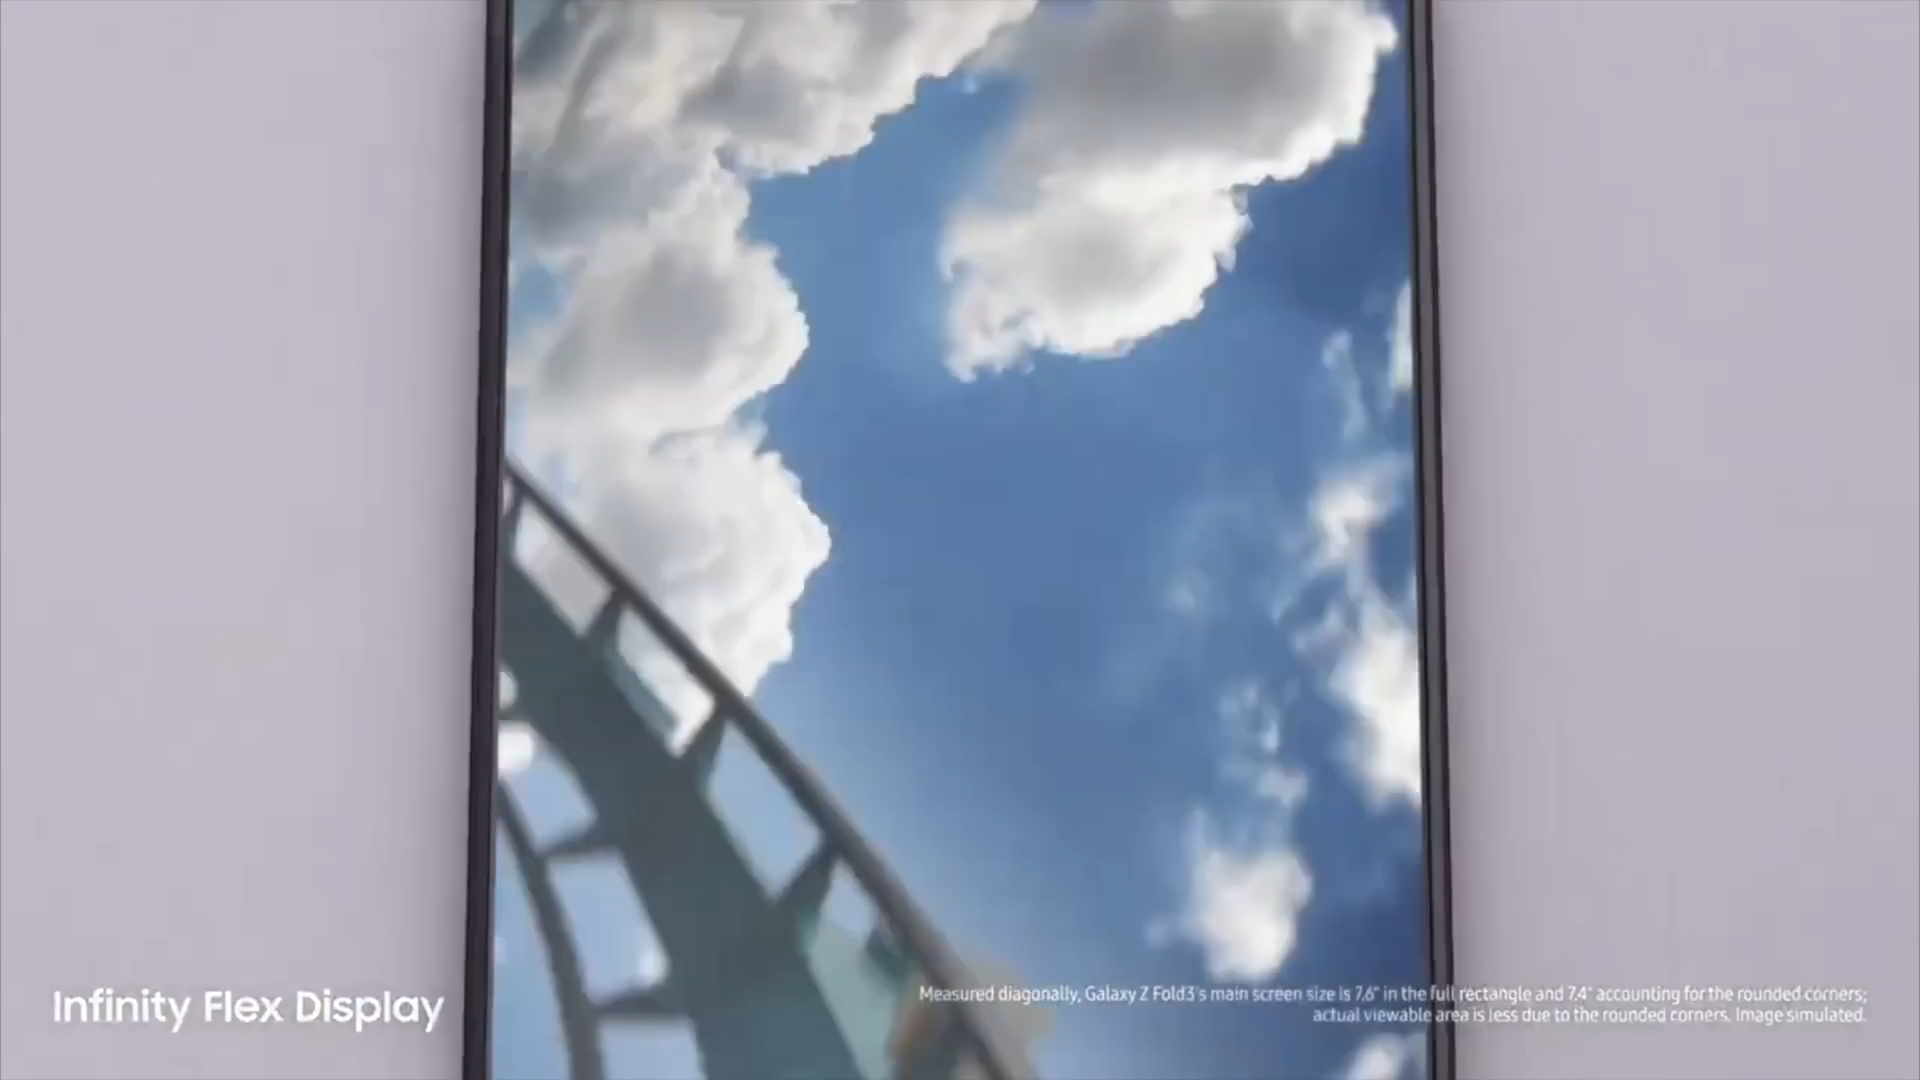 Infinity Flex Display
Measured diagonally, Galaxy Z Fold3's main screen size is 7.6" in the full rectangle and 7.4" accounting for the rounded corners;
actual viewable area is less due to the rounded corners. Image simulated.